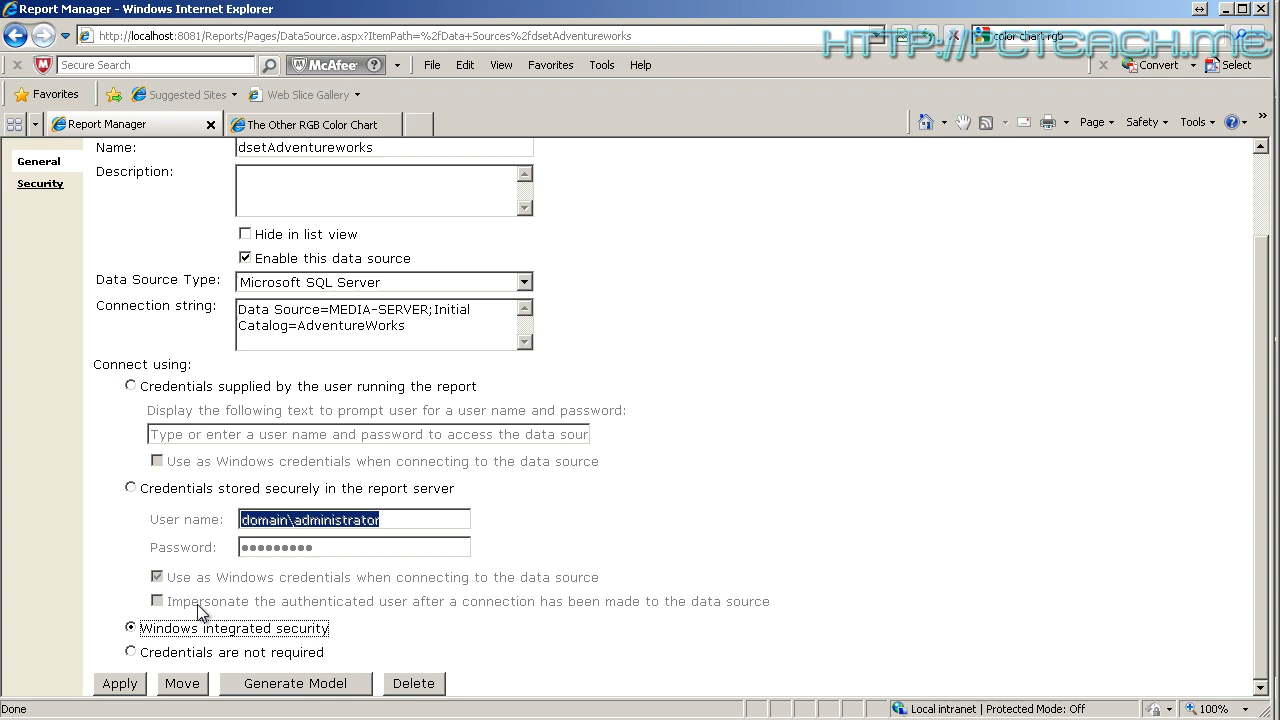 Report Manager - Windows Internet Explorer
http://localhost:8
orts/Pag
DataSource.aspx?ItemPath=%2fData+Sources%2fdsetAdventureworks
color chart rgb
HTTP://PCTEACH.ME
Secure Search
McAfee
File Edit View Favorites Tools Help
Convert Select
Favorites Suggested Sites Web Slice Gallery
Report Manager The Other RGB Color Chart
Page Safety Tools
General
Security
Name: dsetAdventureworks
Description:
Hide in list view
Enable this data source
Data Source Type: Microsoft SQL Server
Connection string: Data Source=MEDIA-SERVER;Initial
Catalog=AdventureWorks
Connect using:
Credentials supplied by the user running the report
Display the following text to prompt user for a user name and password:
Type or enter a user name and password to access the data sour
Use as Windows credentials when connecting to the data source
Credentials stored securely in the report server
User name: domain\administrator
Password: ●●●●●●●●●
Use as Windows credentials when connecting to the data source
Impersonate the authenticated user after a connection has been made to the data source
Windows integrated security
Credentials are not required
Apply Move Generate Model Delete
Done Local intranet | Protected Mode: Off 100%